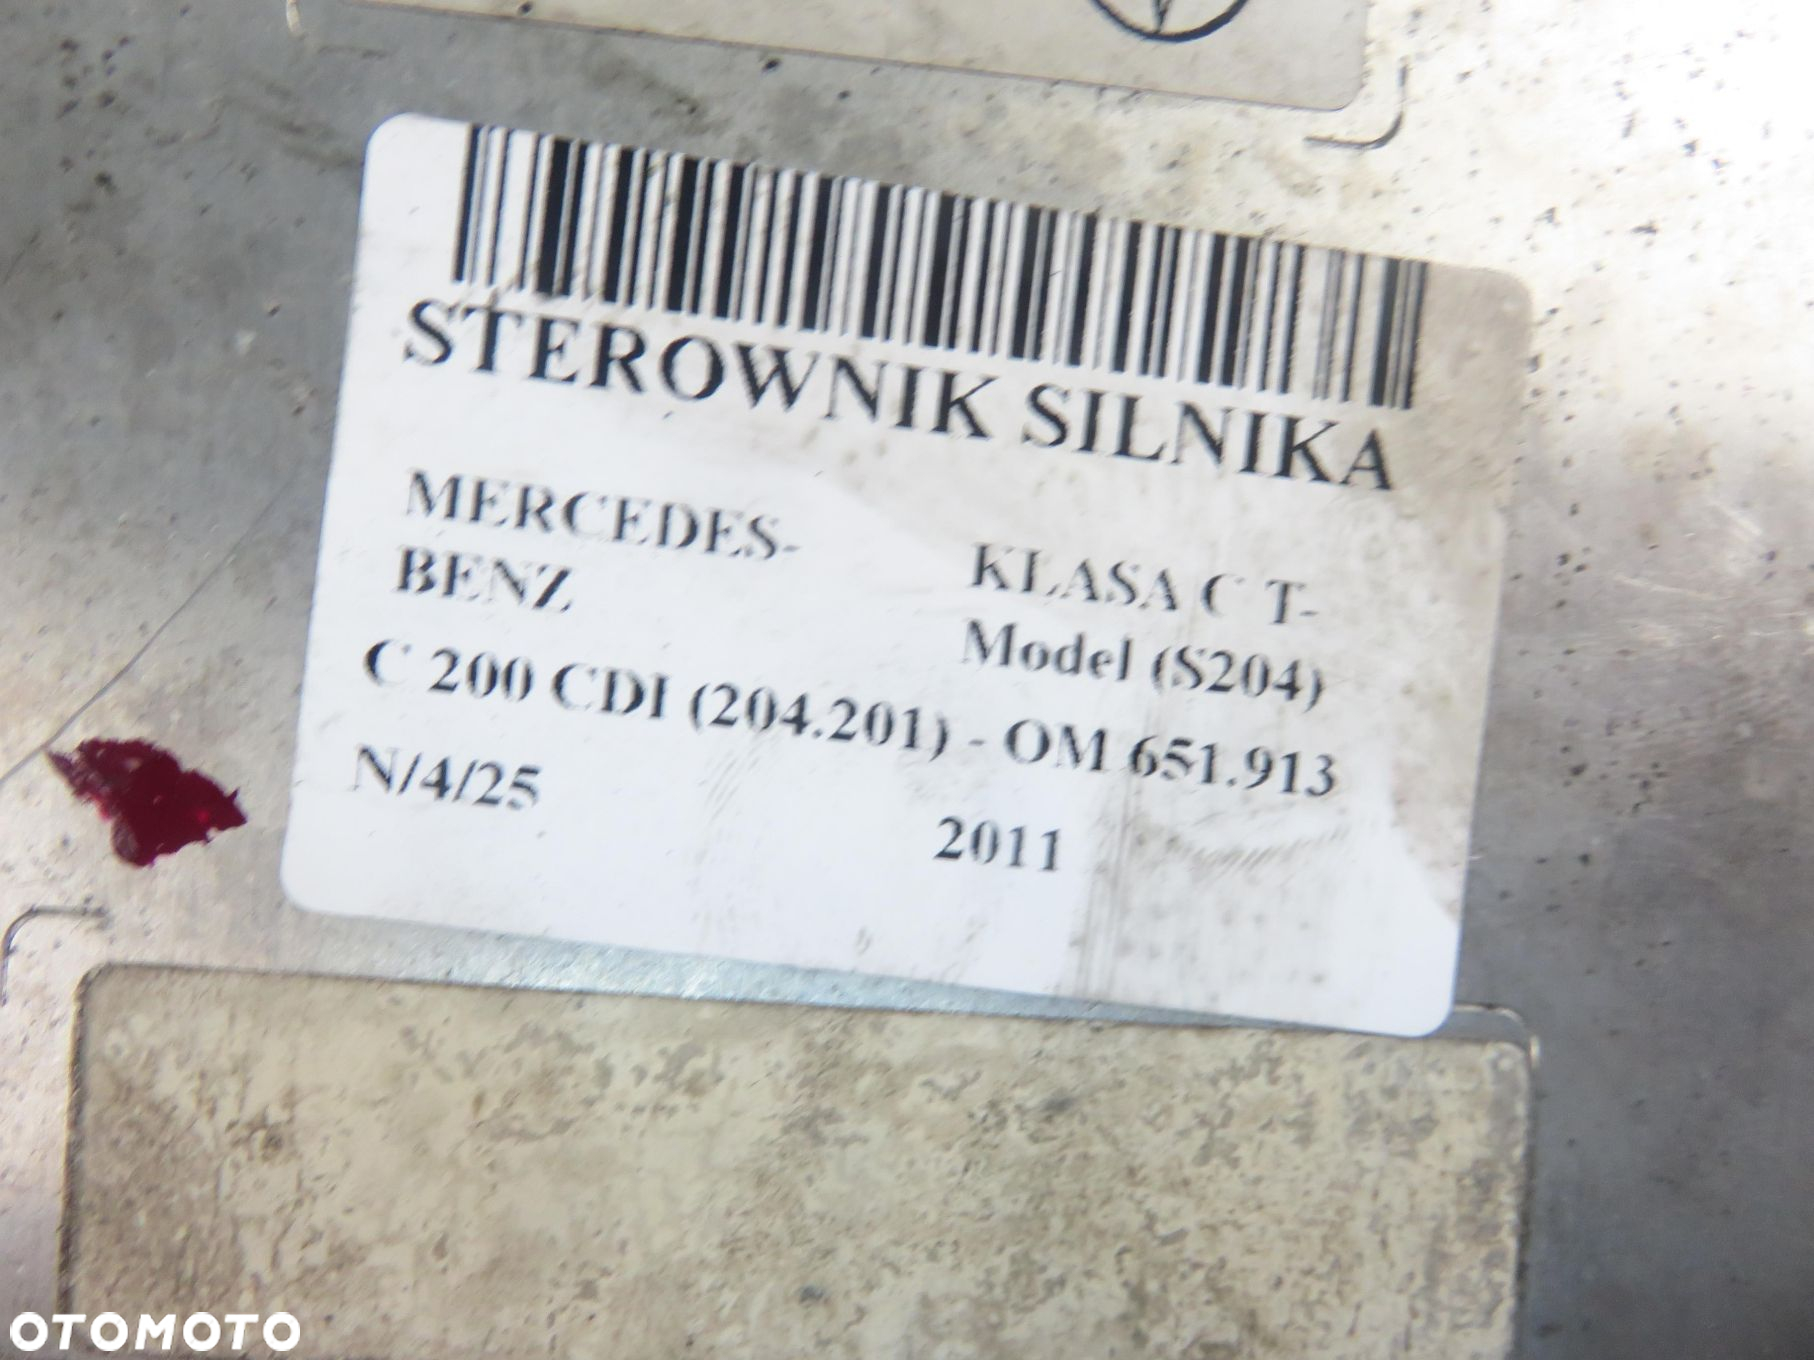 STEROWNIK SILNIKA
MERCEDES-
BENZ
KLASA C T-
Model (S204)
C 200 CDI (204.201) - OM 651.913
N/4/25
2011
OTOMOTO